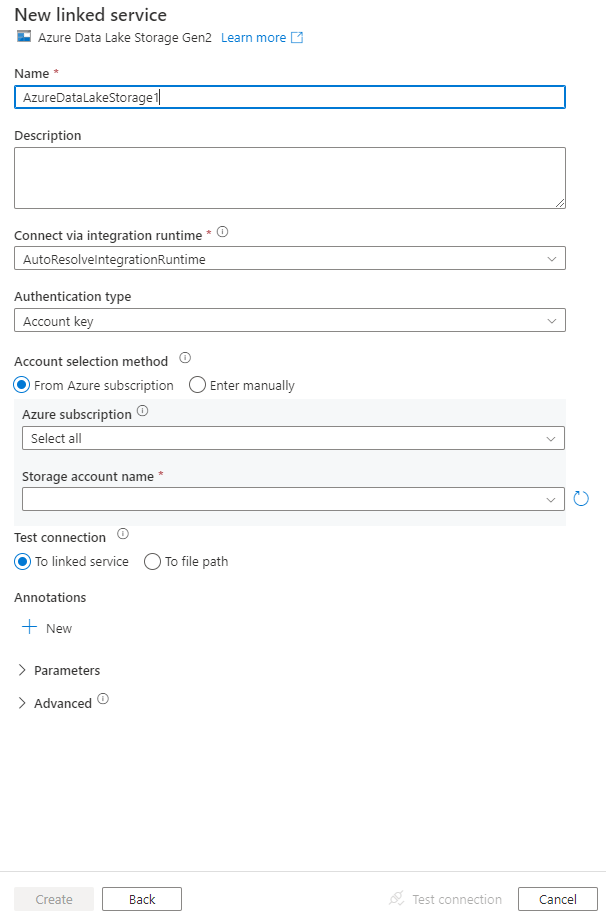 New linked service
Azure Data Lake Storage Gen2 Learn more
Name *
AzureDataLakeStorage1
Description
Connect via integration runtime *
AutoResolveIntegrationRuntime
Authentication type
Account key
Account selection method
From Azure subscription Enter manually
Azure subscription
Select all
Storage account name *
Test connection
To linked service To file path
Annotations
New
Parameters
Advanced
Create Back Test connection Cancel